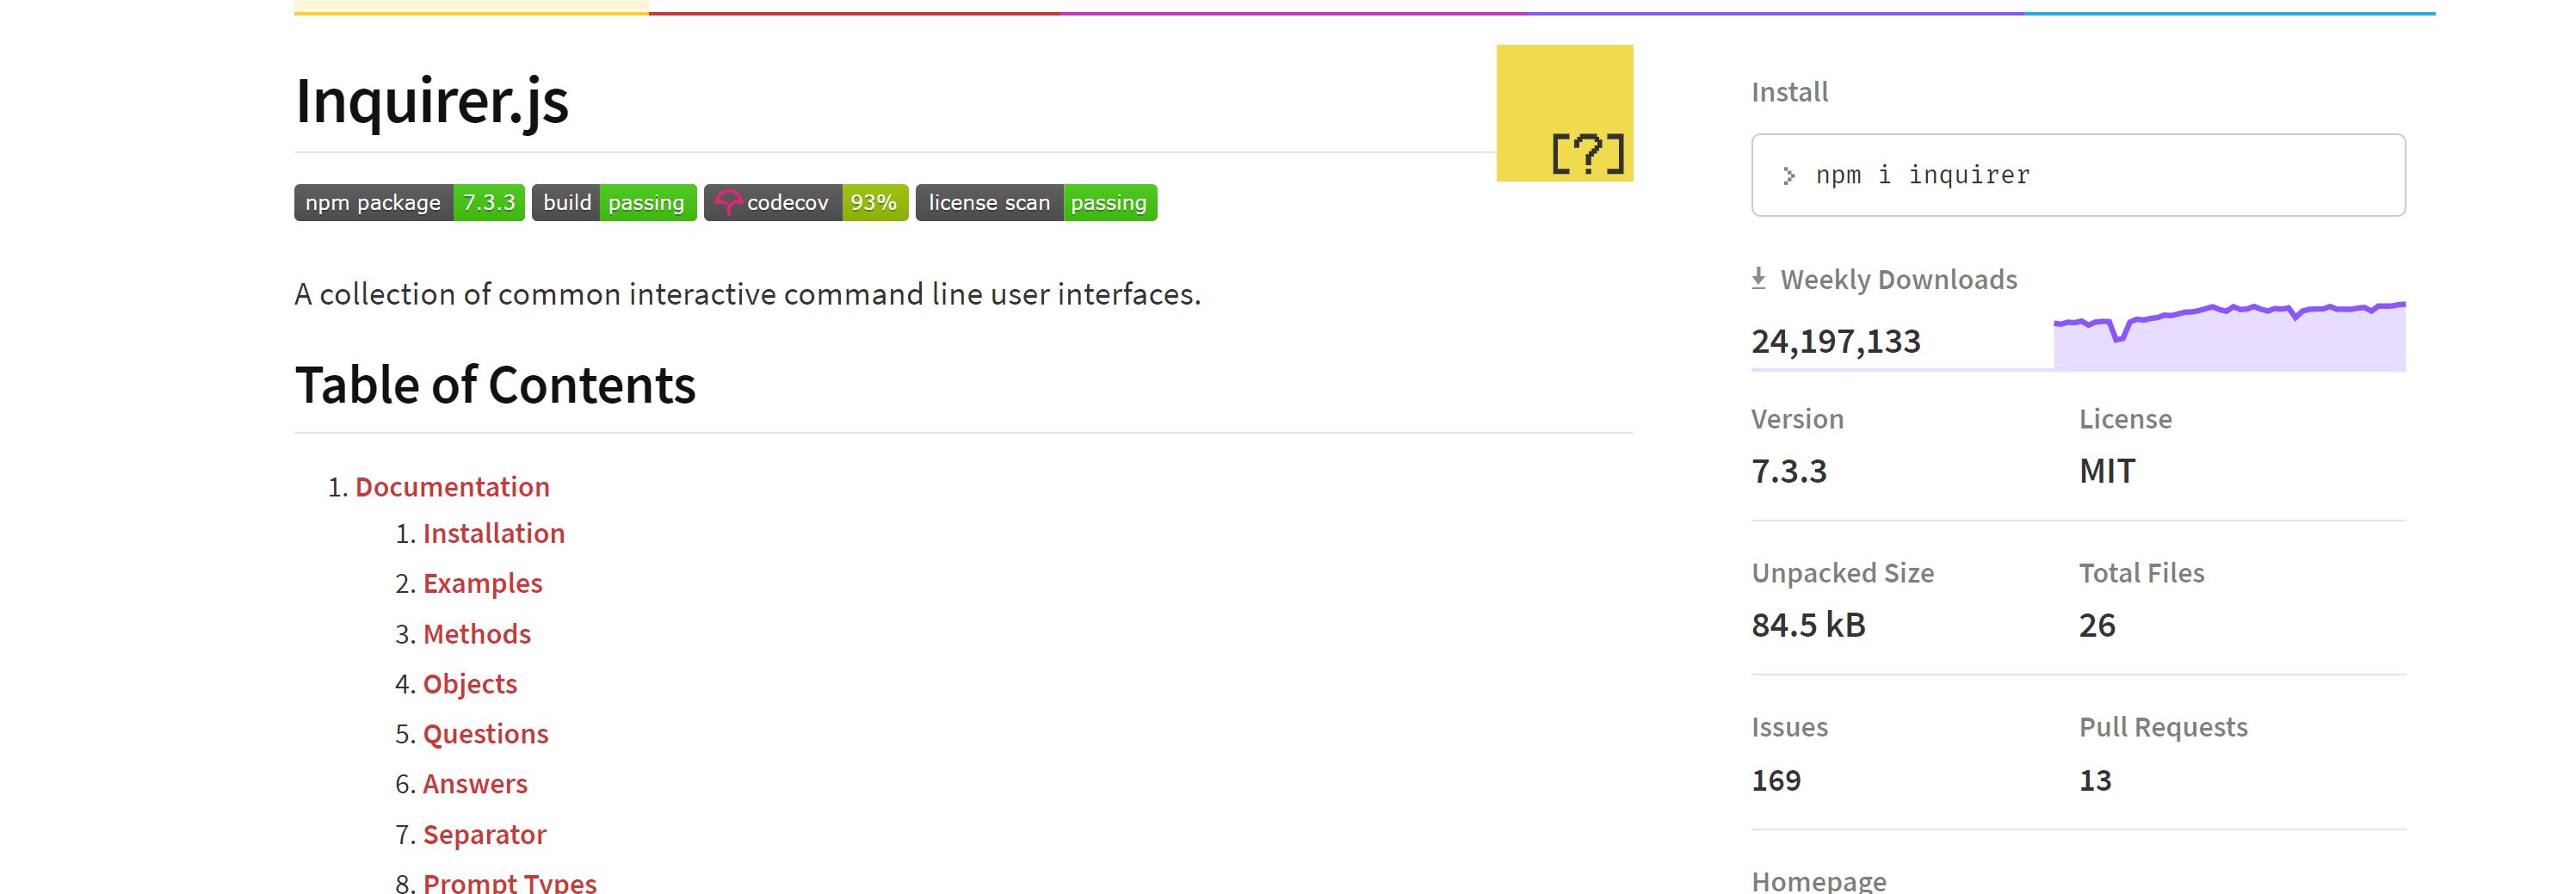 Inquirer.js
[?]
npm package 7.3.3 build passing codecov 93% license scan passing
A collection of common interactive command line user interfaces.
Table of Contents
1. Documentation
1. Installation
2. Examples
3. Methods
4. Objects
5. Questions
6. Answers
7. Separator
8. Prompt Types
Install
> npm i inquirer
Weekly Downloads
24,197,133
Version License
7.3.3 MIT
Unpacked Size Total Files
84.5 kB 26
Issues Pull Requests
169 13
Homepage